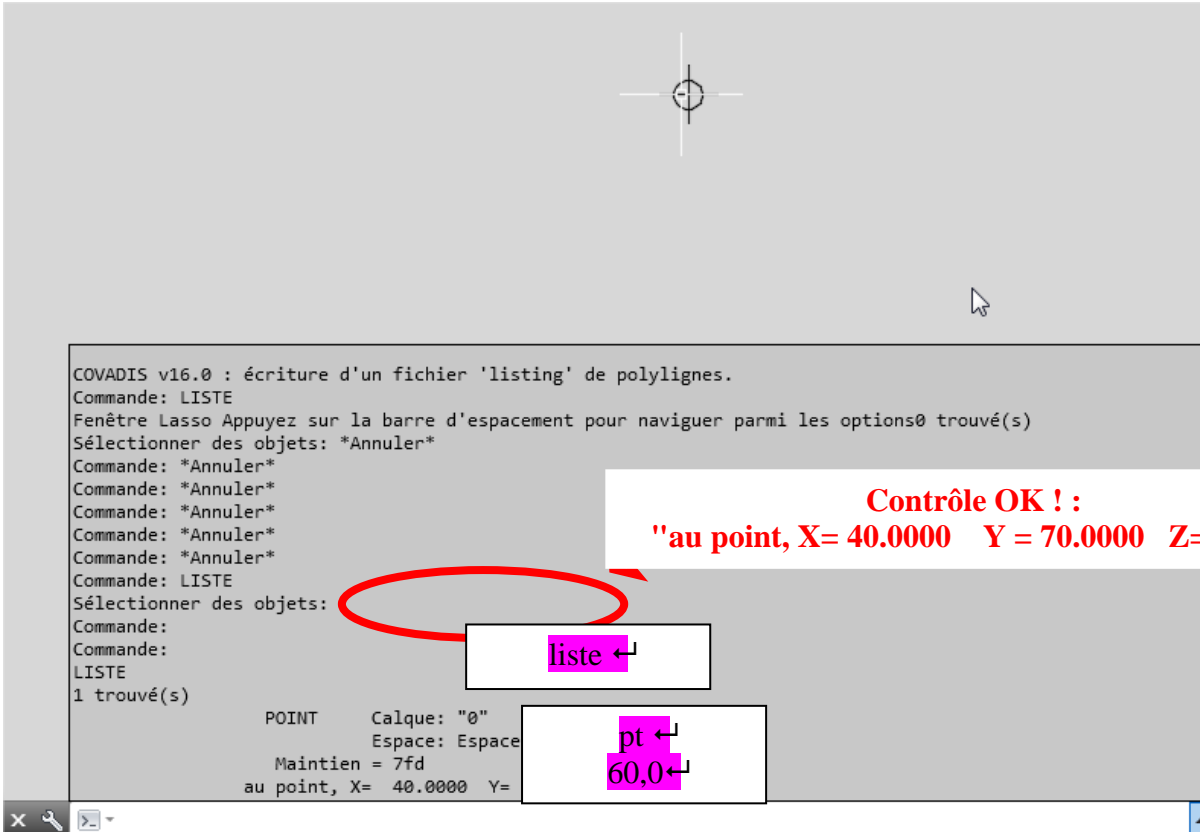 COVADIS v16.0 : écriture d'un fichier 'listing' de polylignes.
Commande: LISTE
Fenêtre Lasso Appuyez sur la barre d'espacement pour naviguer parmi les options0 trouvé(s)
Sélectionner des objets: *Annuler*
Commande: *Annuler*
Commande: *Annuler*
Commande: *Annuler*
Commande: *Annuler*
Commande: *Annuler*
Commande: LISTE
Sélectionner des objets:
Commande:
Commande:
LISTE
1 trouvé(s)
POINT Calque: "0"
Espace: Espace
Maintien = 7fd
au point, X= 40.0000 Y=
Contrôle OK ! :
"au point, X= 40.0000 Y = 70.0000 Z=
liste ↵
pt ↵
60,0↵